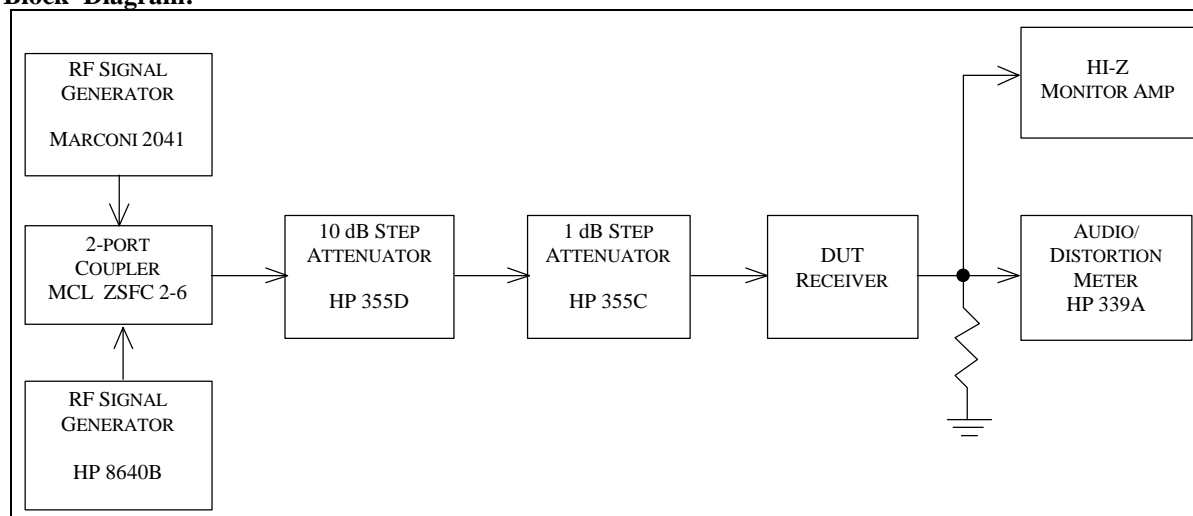 Block Diagram:
RF SIGNAL
GENERATOR
MARCONI 2041
2-PORT
COUPLER
MCL ZSFC 2-6
RF SIGNAL
GENERATOR
HP 8640B
10 dB STEP
ATTENUATOR
HP 355D
1 dB STEP
ATTENUATOR
HP 355C
DUT
RECEIVER
HI-Z
MONITOR AMP
AUDIO/
DISTORTION
METER
HP 339A